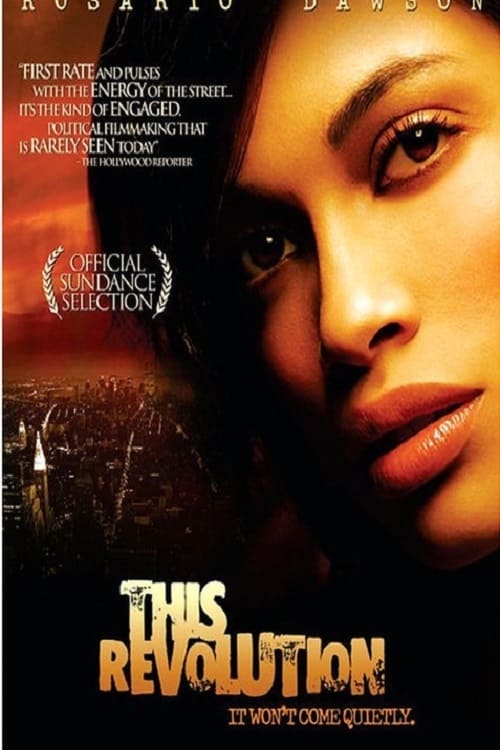 ROSARIO DAWSON
"FIRST RATE AND PULSES
WITH THE ENERGY OF THE STREET...
IT'S THE KIND OF ENGAGED,
POLITICAL FILMMAKING THAT
IS RARELY SEEN TODAY"
- THE HOLLYWOOD REPORTER
OFFICIAL
SUNDANCE
SELECTION
THIS
REVOLUTION
IT WON'T COME QUIETLY.